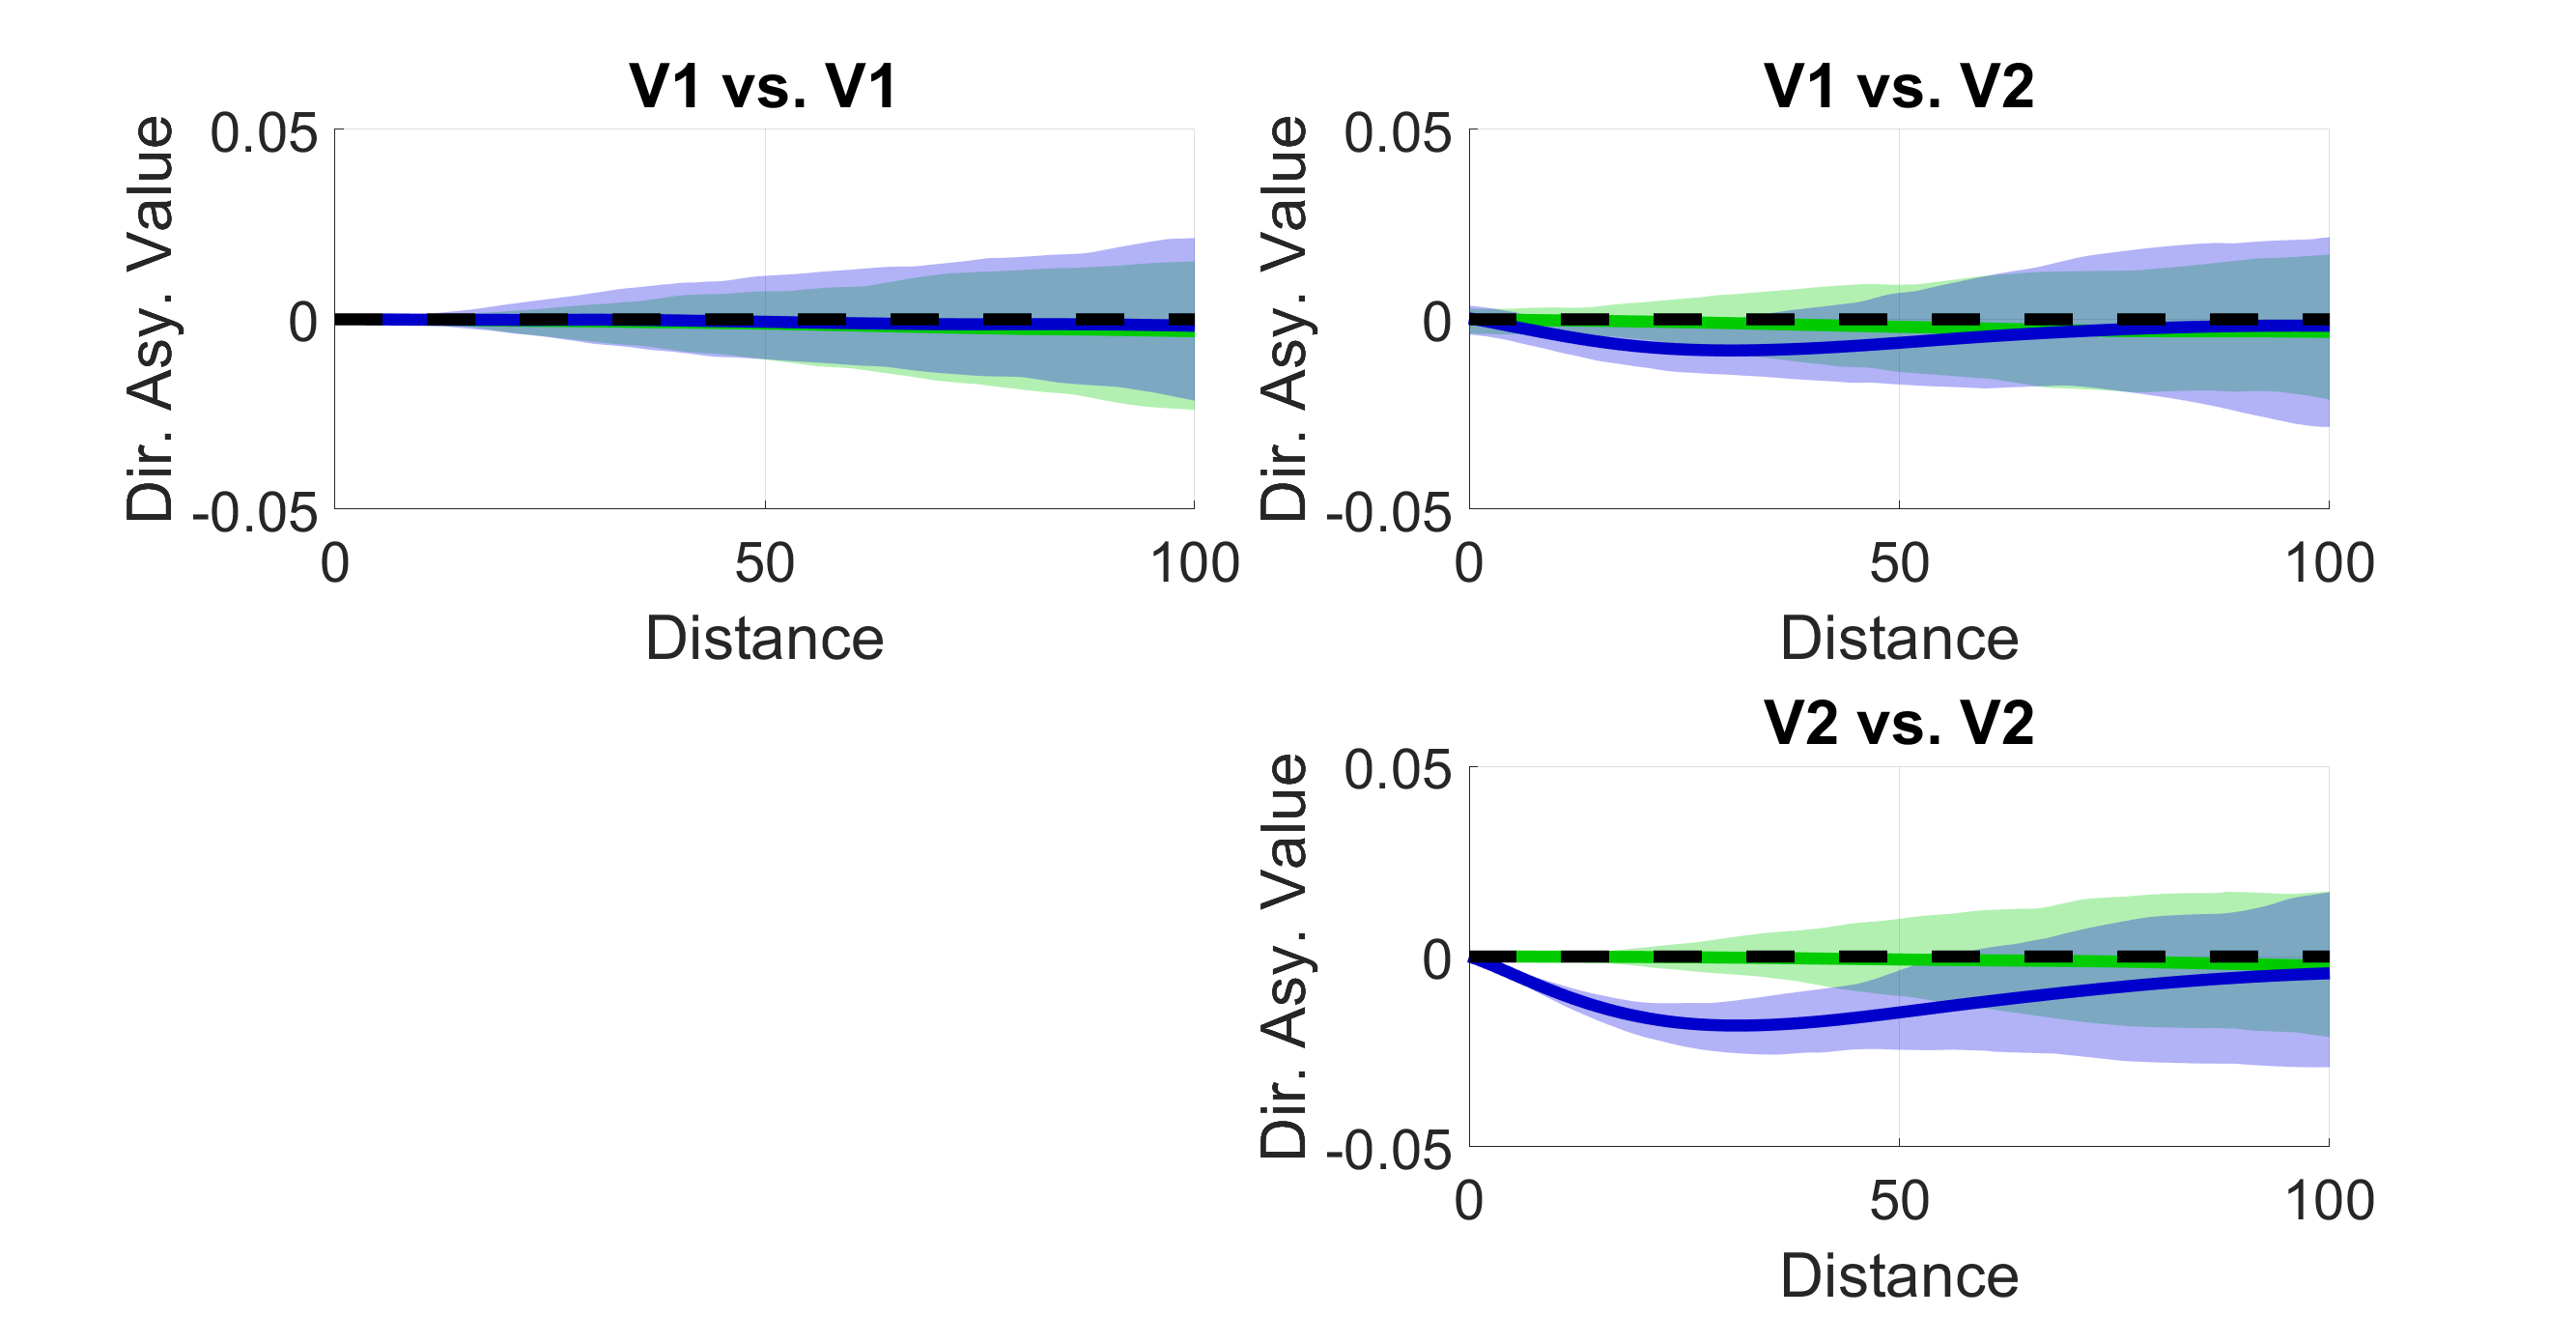 V1 vs. V1
Dir. Asy. Value
0.05
0
-0.05
0 50 100
Distance
V1 vs. V2
Dir. Asy. Value
0.05
0
-0.05
0 50 100
Distance
V2 vs. V2
Dir. Asy. Value
0.05
0
-0.05
0 50 100
Distance